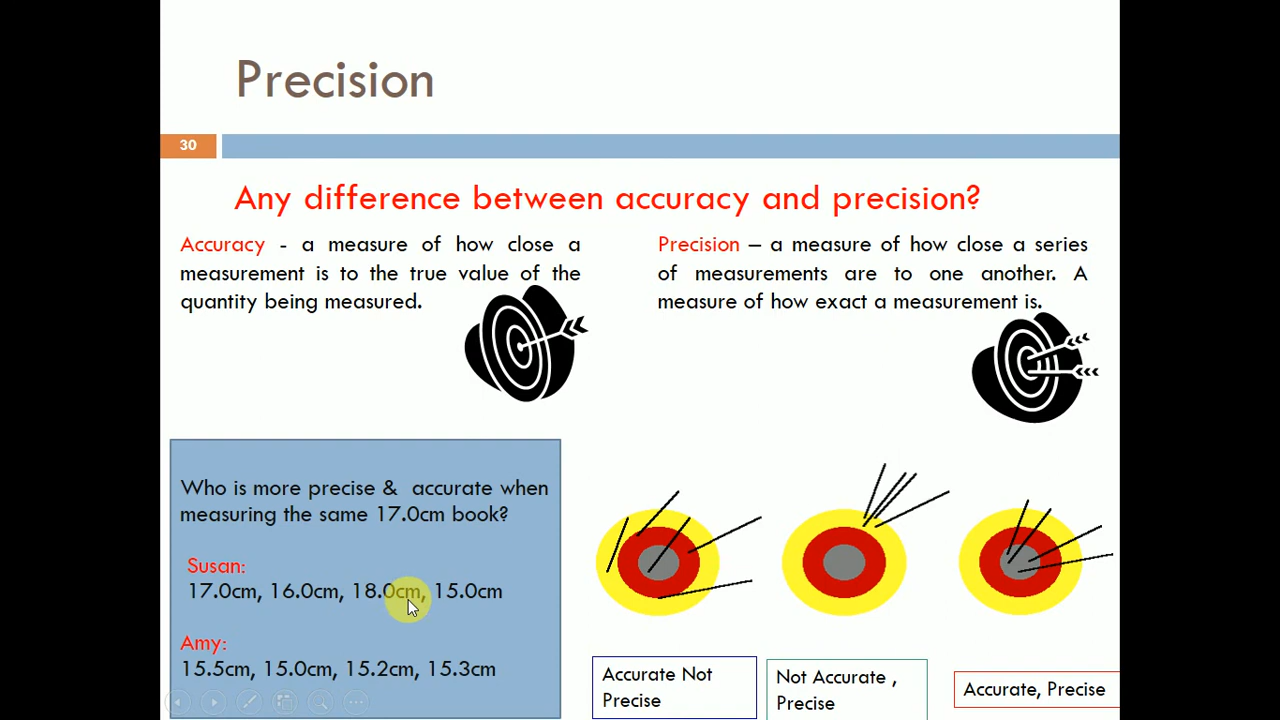 Precision
30
Any difference between accuracy and precision?
Accuracy - a measure of how close a
measurement is to the true value of the
quantity being measured.
Precision – a measure of how close a series
of measurements are to one another. A
measure of how exact a measurement is.
Who is more precise & accurate when
measuring the same 17.0cm book?
Susan:
17.0cm, 16.0cm, 18.0cm, 15.0cm
Amy:
15.5cm, 15.0cm, 15.2cm, 15.3cm
Accurate Not
Precise
Not Accurate ,
Precise
Accurate, Precise